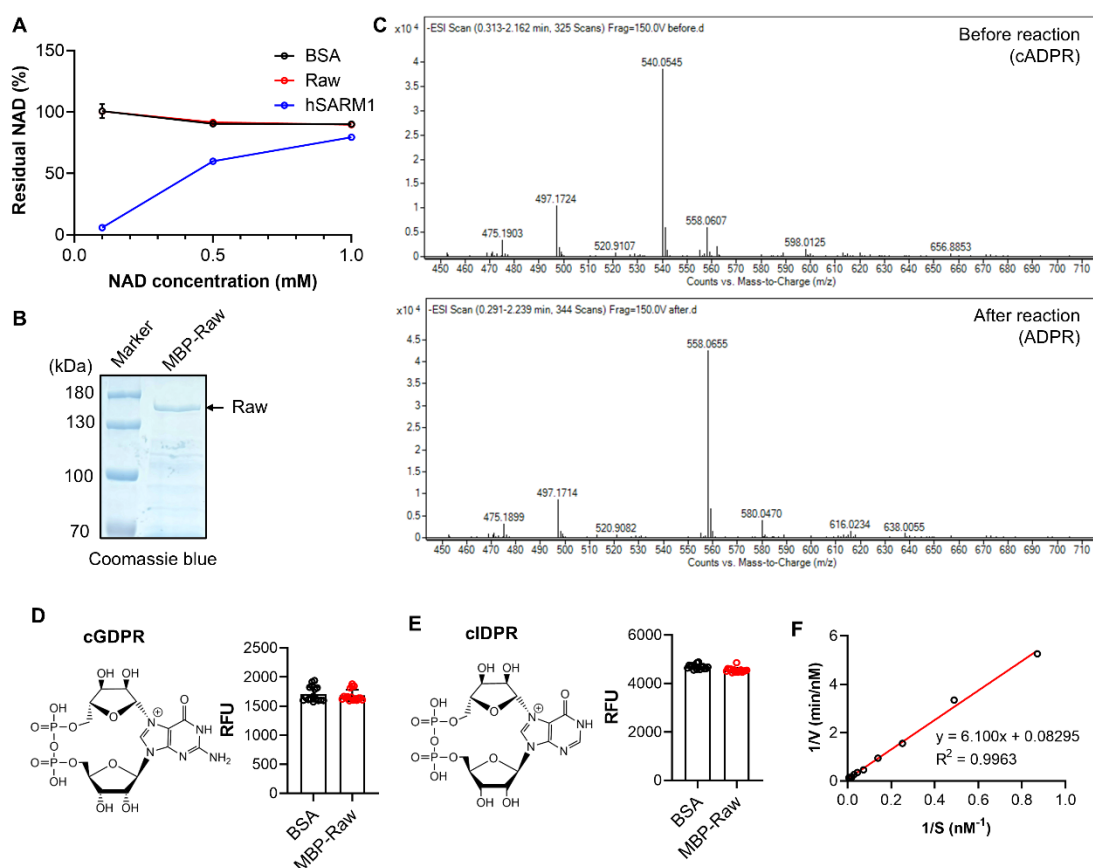 A
150
100
50
0
Residual NAD (%)
0.0
0.2
0.4
0.6
0.8
1.0
NAD concentration (mM)
BSA
Raw
hSARM1
B
(kDa)
Marker
MBP-Raw
180
130
100
70
Raw
Coomassie blue
C
x10⁴
-ESI Scan (0.313-2.162 min, 325 Scans) Frag=150.0V before.d
Before reaction
(cADPR)
4
3.5
3
2.5
2
1.5
1
0.5
0
540.0545
497.1724
475.1903
520.9107
558.0607
598.0125
656.8853
450 460 470 480 490 500 510 520 530 540 550 560 570 580 590 600 610 620 630 640 650 660 670 680 690 700 710
Counts vs. Mass-to-Charge (m/z)
x10⁴
-ESI Scan (0.291-2.239 min, 344 Scans) Frag=150.0V after.d
After reaction
(ADPR)
4.5
4
3.5
3
2.5
2
1.5
1
0.5
0
558.0655
497.1714
475.1899
520.9082
580.0470
616.0234
638.0055
450 460 470 480 490 500 510 520 530 540 550 560 570 580 590 600 610 620 630 640 650 660 670 680 690 700 710
Counts vs. Mass-to-Charge (m/z)
D
cGDPR
OH OH
OH
O=P-O
O
O=P-O
OH
O
O
N
+
N
N
O
NH
N
NH₂
OH OH
2500
2000
1500
1000
500
0
RFU
BSA
MBP-Raw
E
cIDPR
OH OH
OH
O=P-O
O
O=P-O
OH
O
O
N
+
N
N
O
NH
N
OH OH
6000
4000
2000
0
RFU
BSA
MBP-Raw
F
6
4
2
0
1/V (min/nM)
y = 6.100x + 0.08295
R² = 0.9963
0.0 0.2 0.4 0.6 0.8 1.0
1/S (nM⁻¹)